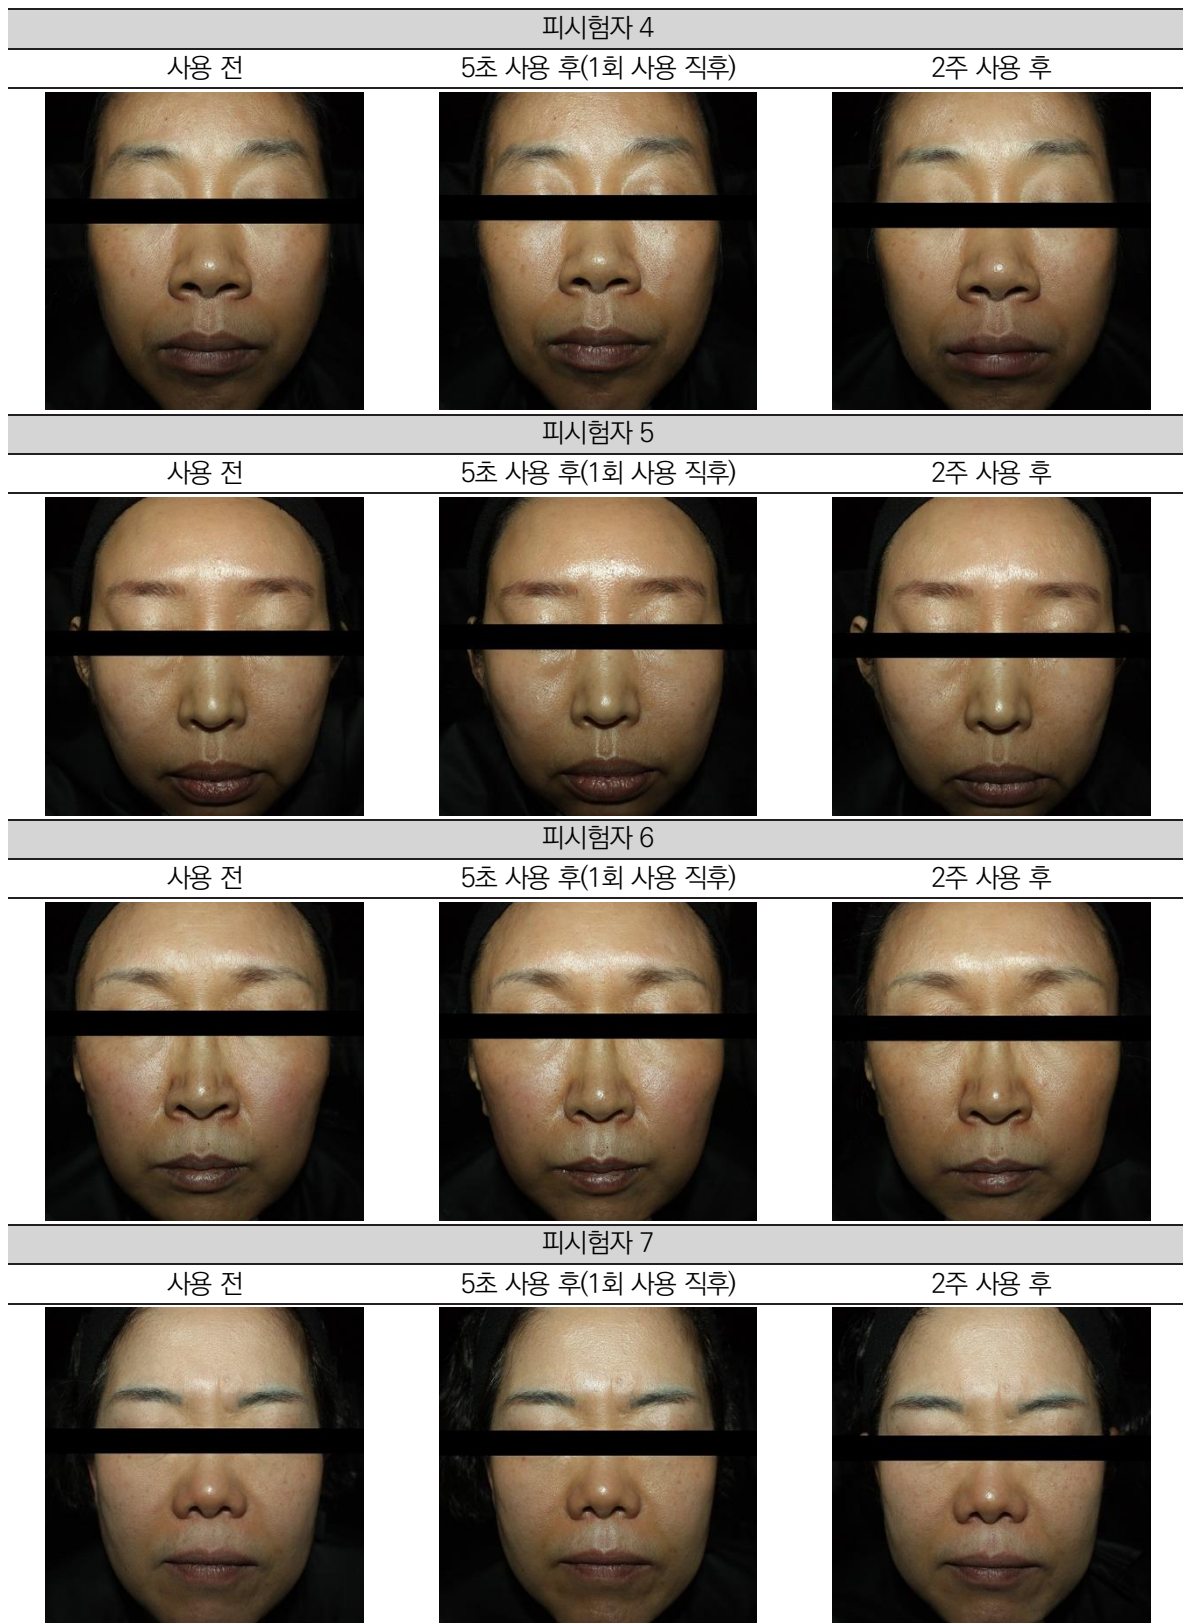 피시험자 4
사용 전 5초 사용 후(1회 사용 직후) 2주 사용 후
피시험자 5
사용 전 5초 사용 후(1회 사용 직후) 2주 사용 후
피시험자 6
사용 전 5초 사용 후(1회 사용 직후) 2주 사용 후
피시험자 7
사용 전 5초 사용 후(1회 사용 직후) 2주 사용 후